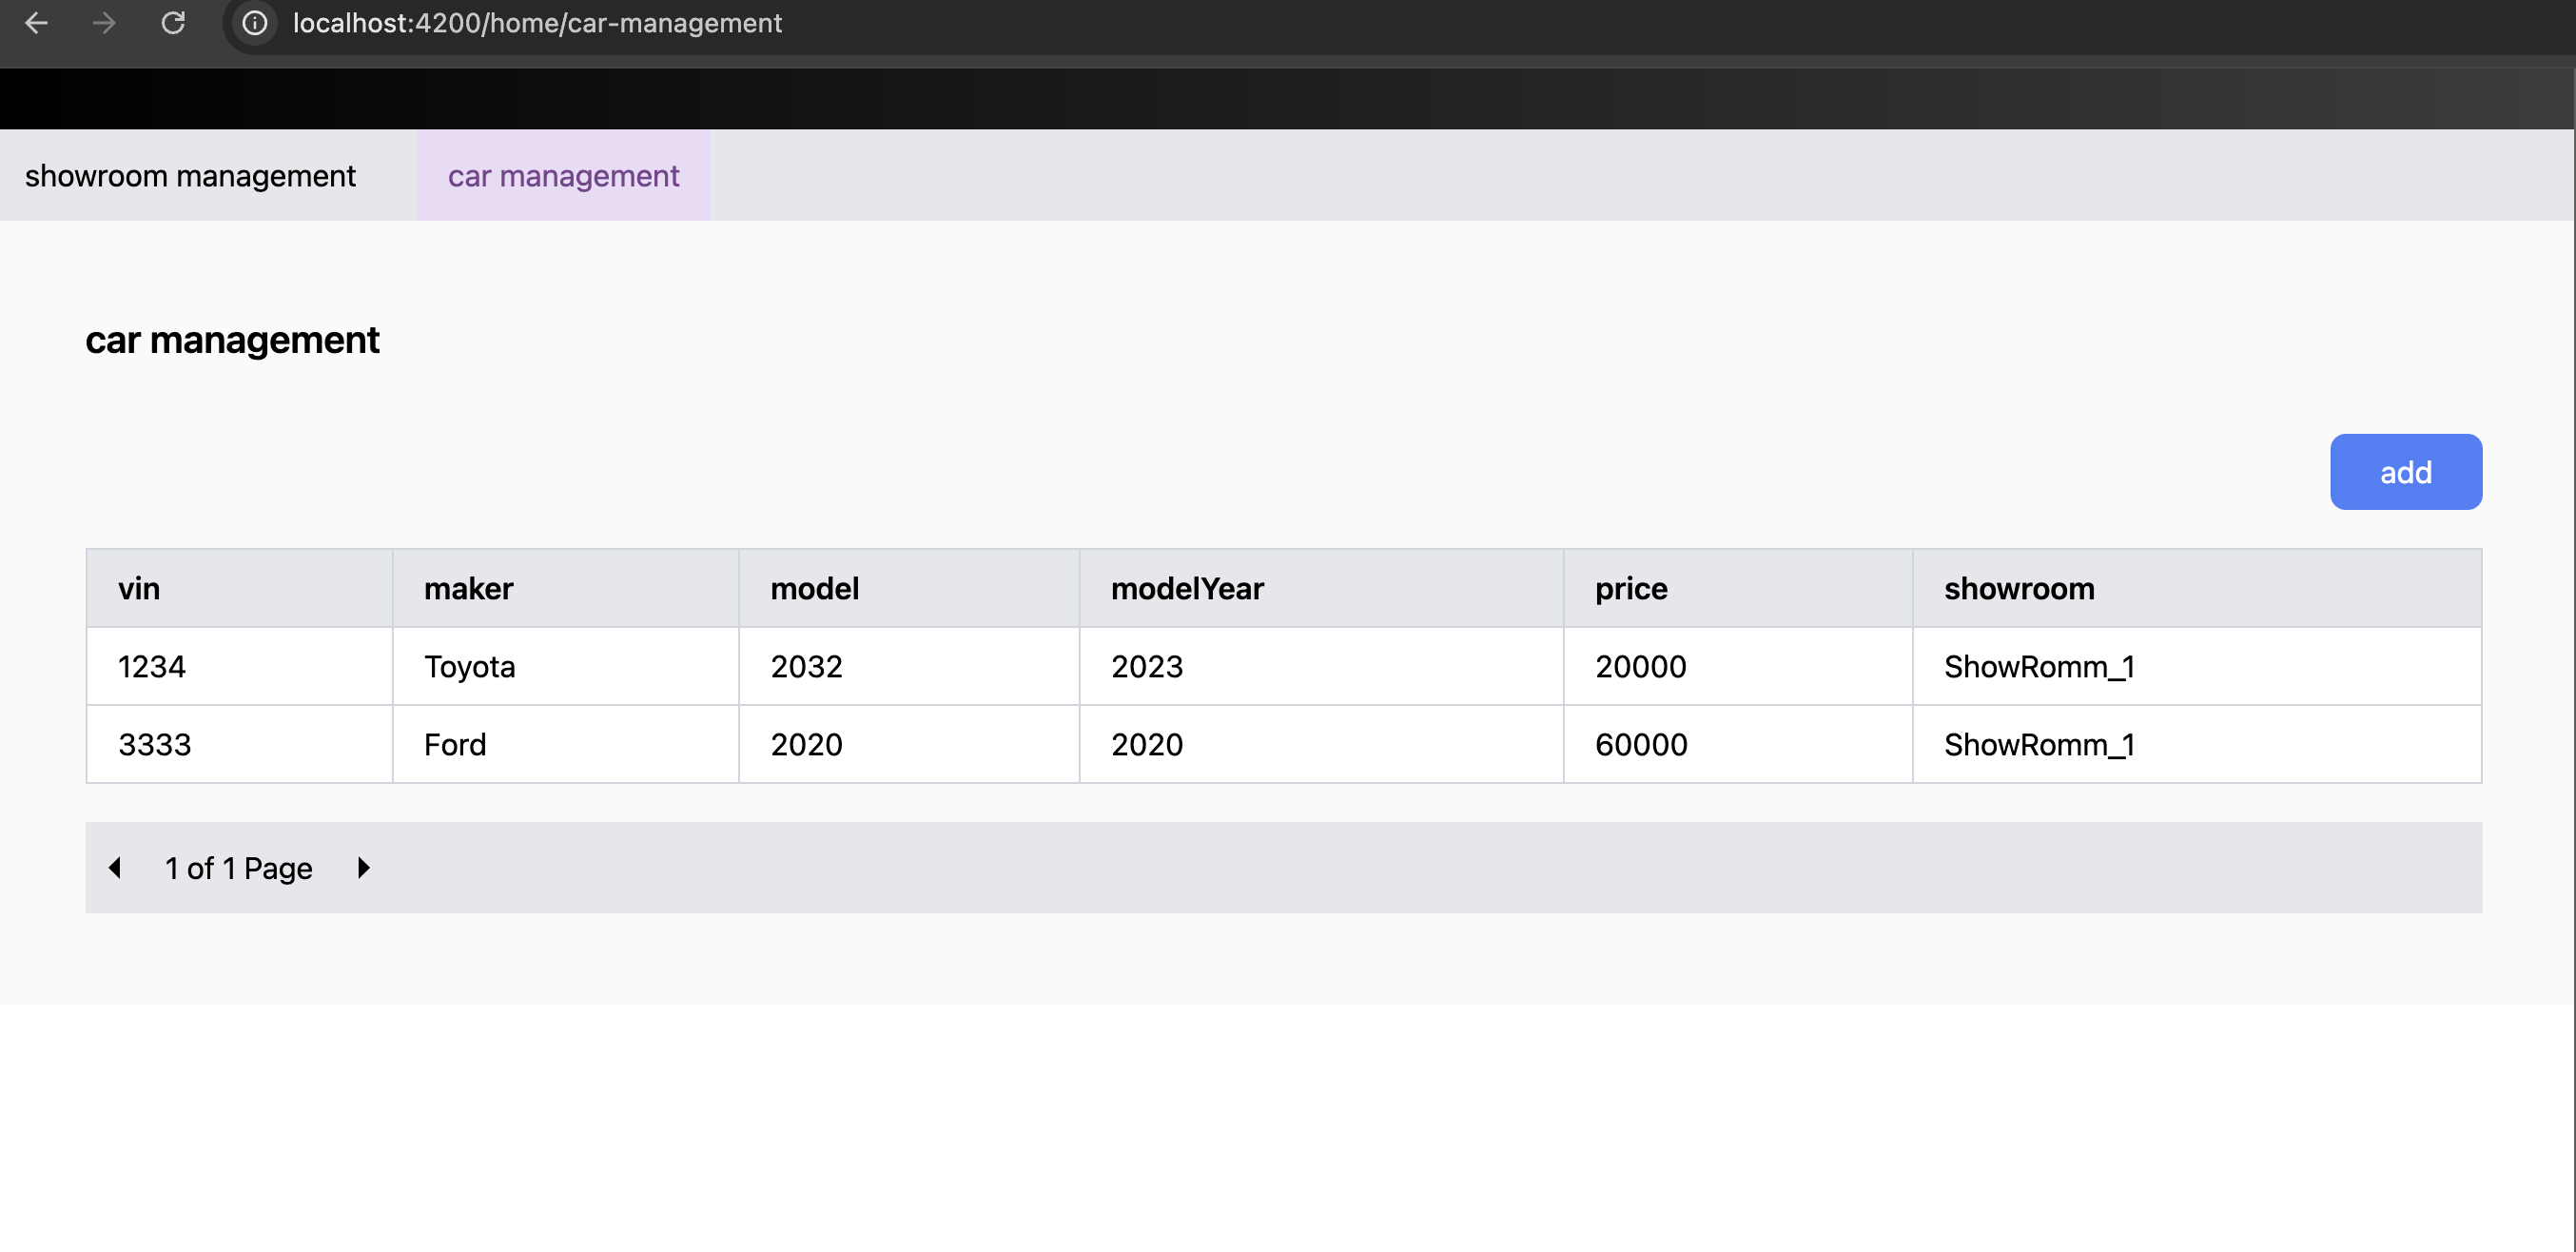 localhost:4200/home/car-management
showroom management car management
car management
add
vin maker model modelYear price showroom
1234 Toyota 2032 2023 20000 ShowRomm_1
3333 Ford 2020 2020 60000 ShowRomm_1
1 of 1 Page